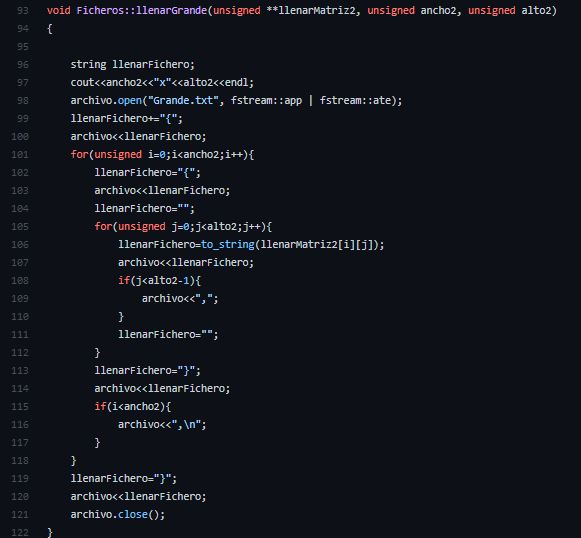 93 void Ficheros::llenarGrande(unsigned **llenarMatriz2, unsigned ancho2, unsigned alto2)
94 {
95
96 string llenarFichero;
97 cout<<ancho2<<"x"<<alto2<<endl;
98 archivo.open("Grande.txt", fstream::app | fstream::ate);
99 llenarFichero+="{";
100 archivo<<llenarFichero;
101 for(unsigned i=0;i<ancho2;i++){
102 llenarFichero="{";
103 archivo<<llenarFichero;
104 llenarFichero="";
105 for(unsigned j=0;j<alto2;j++){
106 llenarFichero=to_string(llenarMatriz2[i][j]);
107 archivo<<llenarFichero;
108 if(j<alto2-1){
109 archivo<<",";
110 }
111 llenarFichero="";
112 }
113 llenarFichero="}";
114 archivo<<llenarFichero;
115 if(i<ancho2){
116 archivo<<",\n";
117 }
118 }
119 llenarFichero="}";
120 archivo<<llenarFichero;
121 archivo.close();
122 }